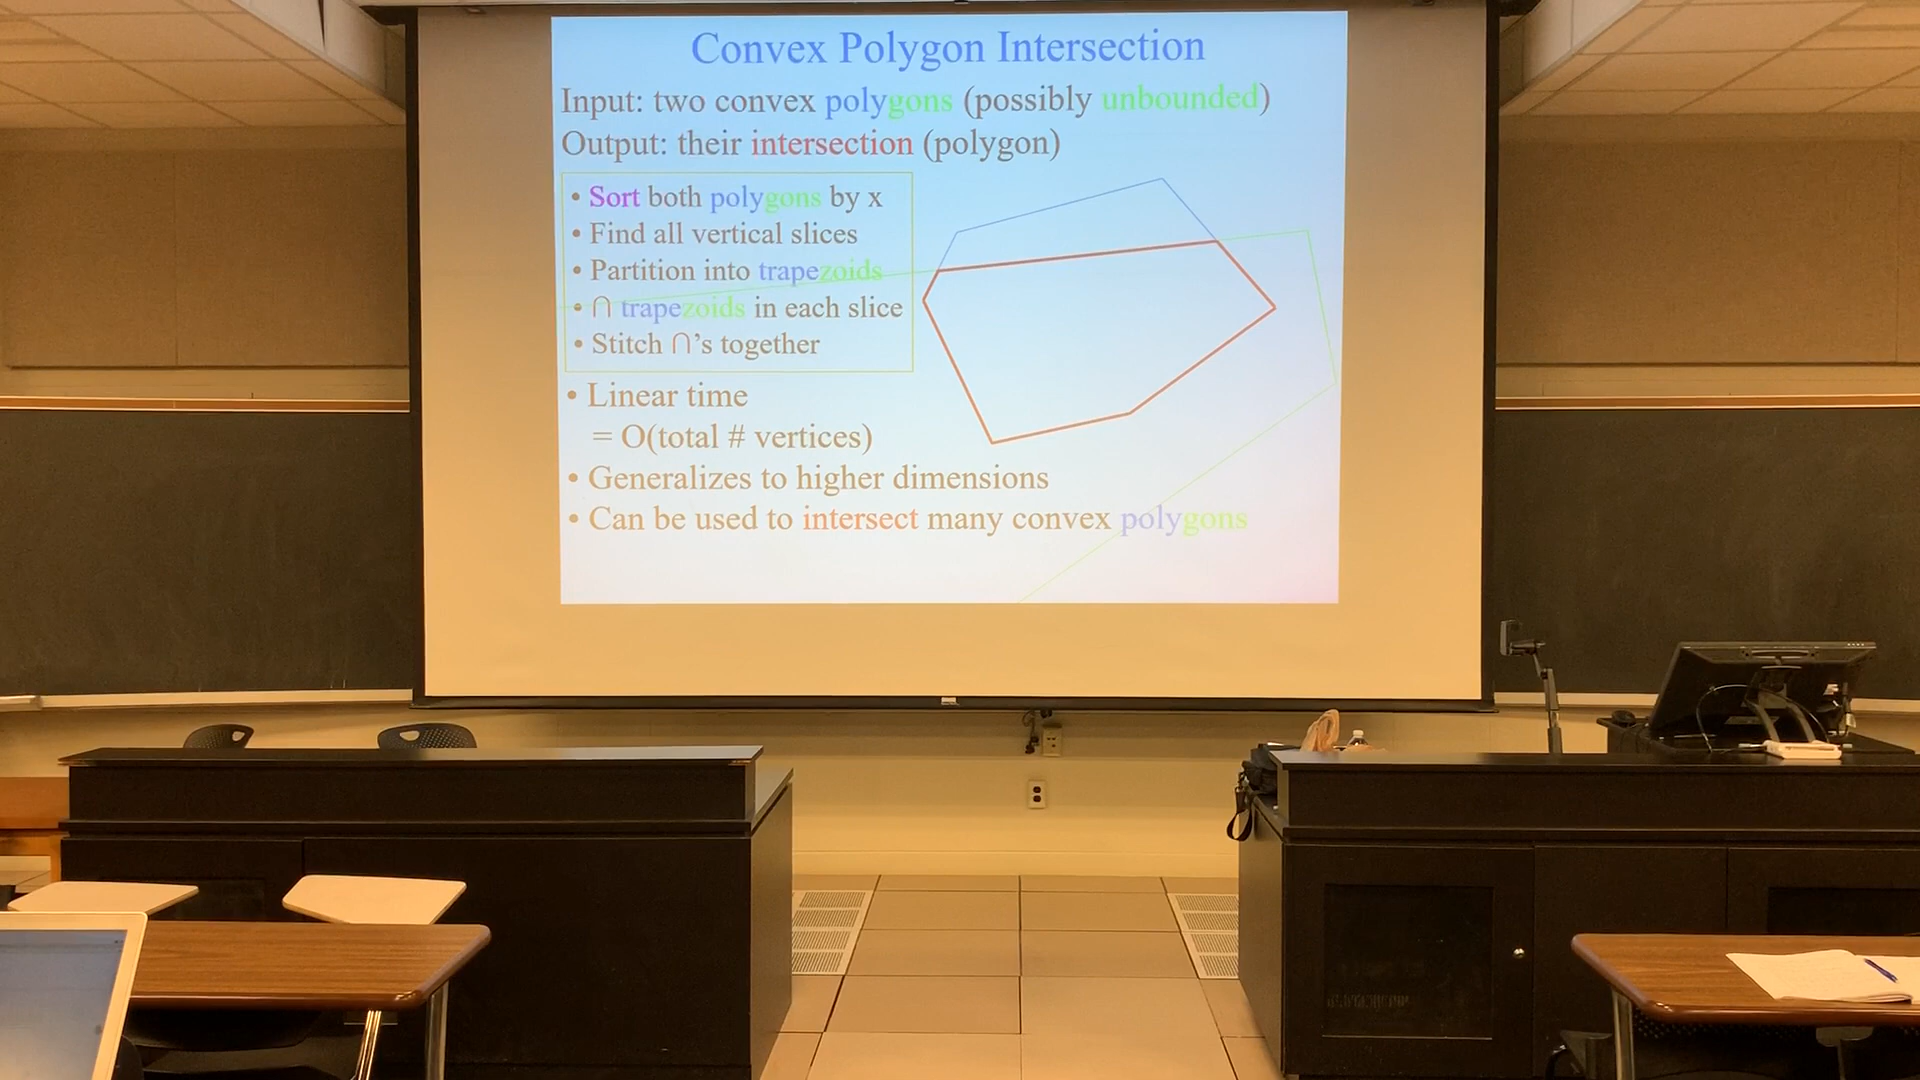 Convex Polygon Intersection
Input: two convex polygons (possibly unbounded)
Output: their intersection (polygon)
• Sort both polygons by x
• Find all vertical slices
• Partition into trapezoids
• ∩ trapezoids in each slice
• Stitch ∩’s together
• Linear time
= O(total # vertices)
• Generalizes to higher dimensions
• Can be used to intersect many convex polygons